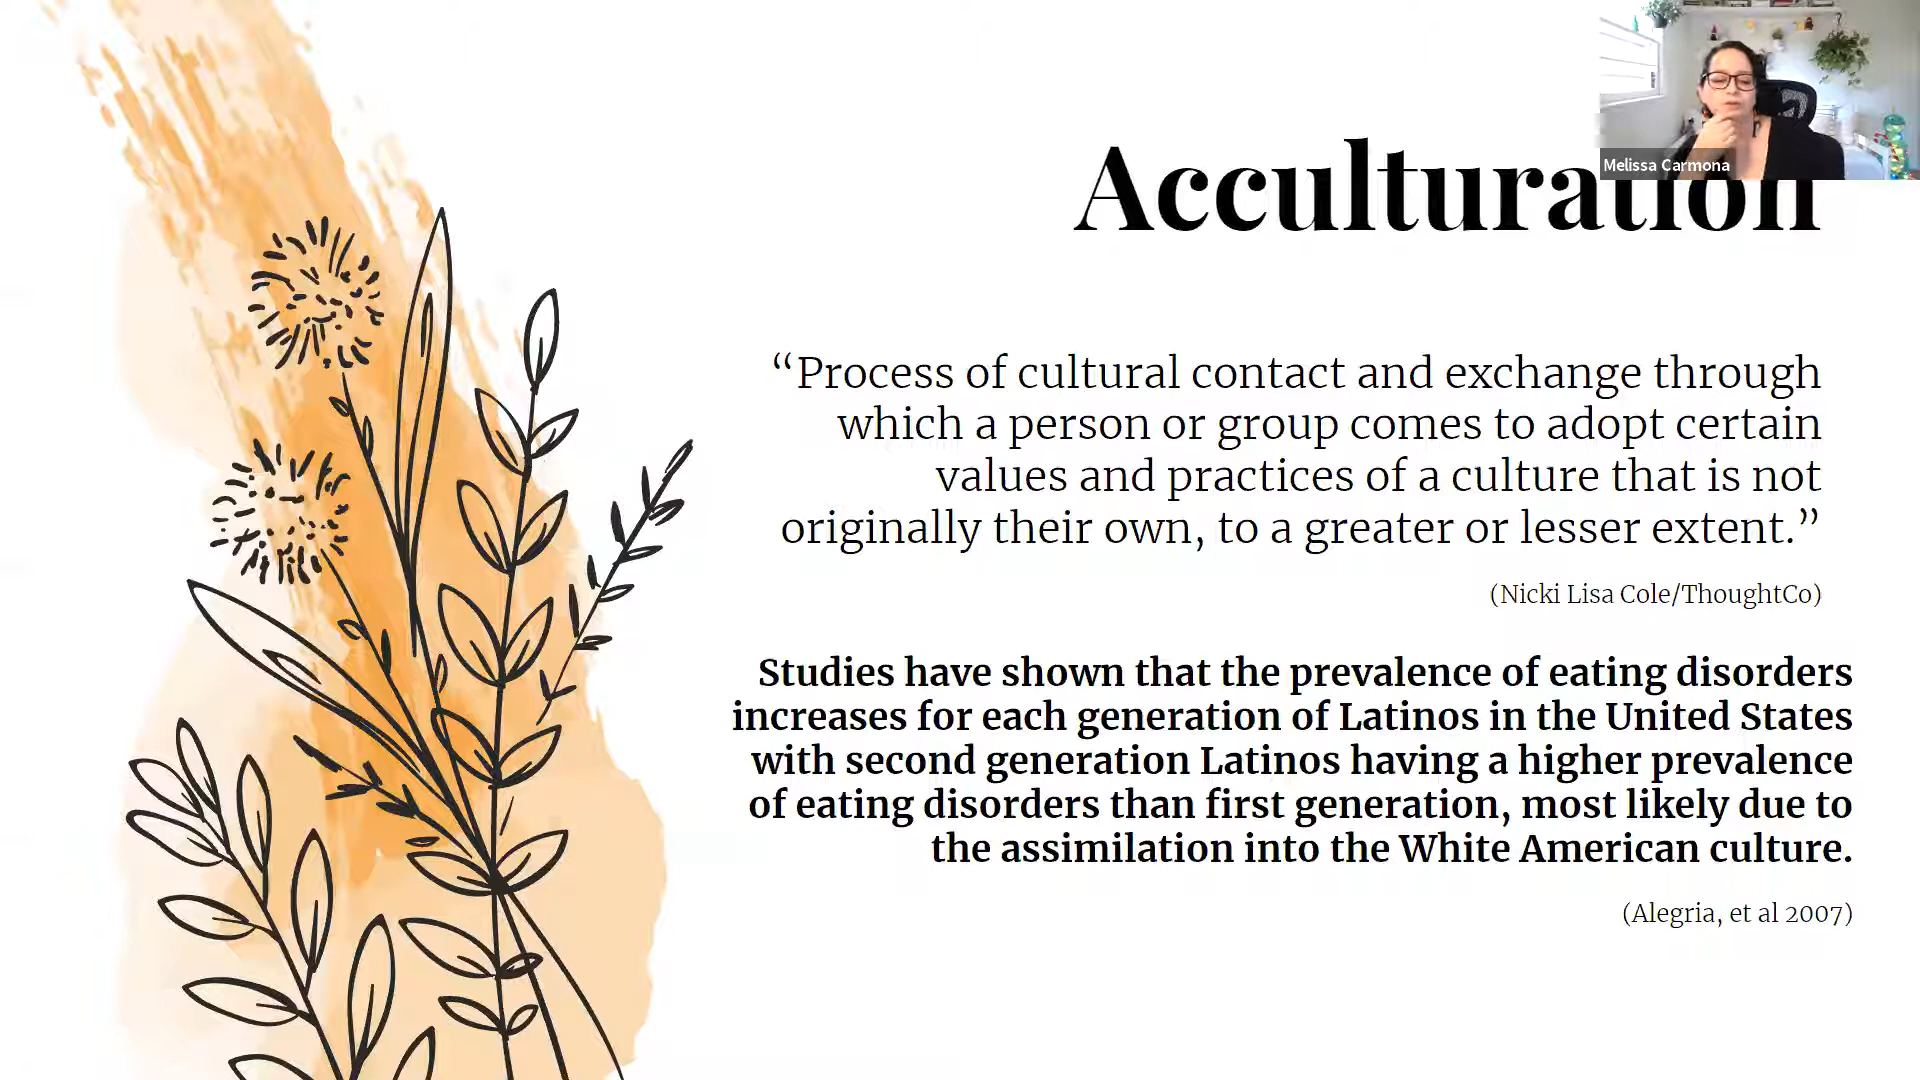 Melissa Carmona
Acculturation
“Process of cultural contact and exchange through
which a person or group comes to adopt certain
values and practices of a culture that is not
originally their own, to a greater or lesser extent.”
(Nicki Lisa Cole/ThoughtCo)
Studies have shown that the prevalence of eating disorders
increases for each generation of Latinos in the United States
with second generation Latinos having a higher prevalence
of eating disorders than first generation, most likely due to
the assimilation into the White American culture.
(Alegria, et al 2007)